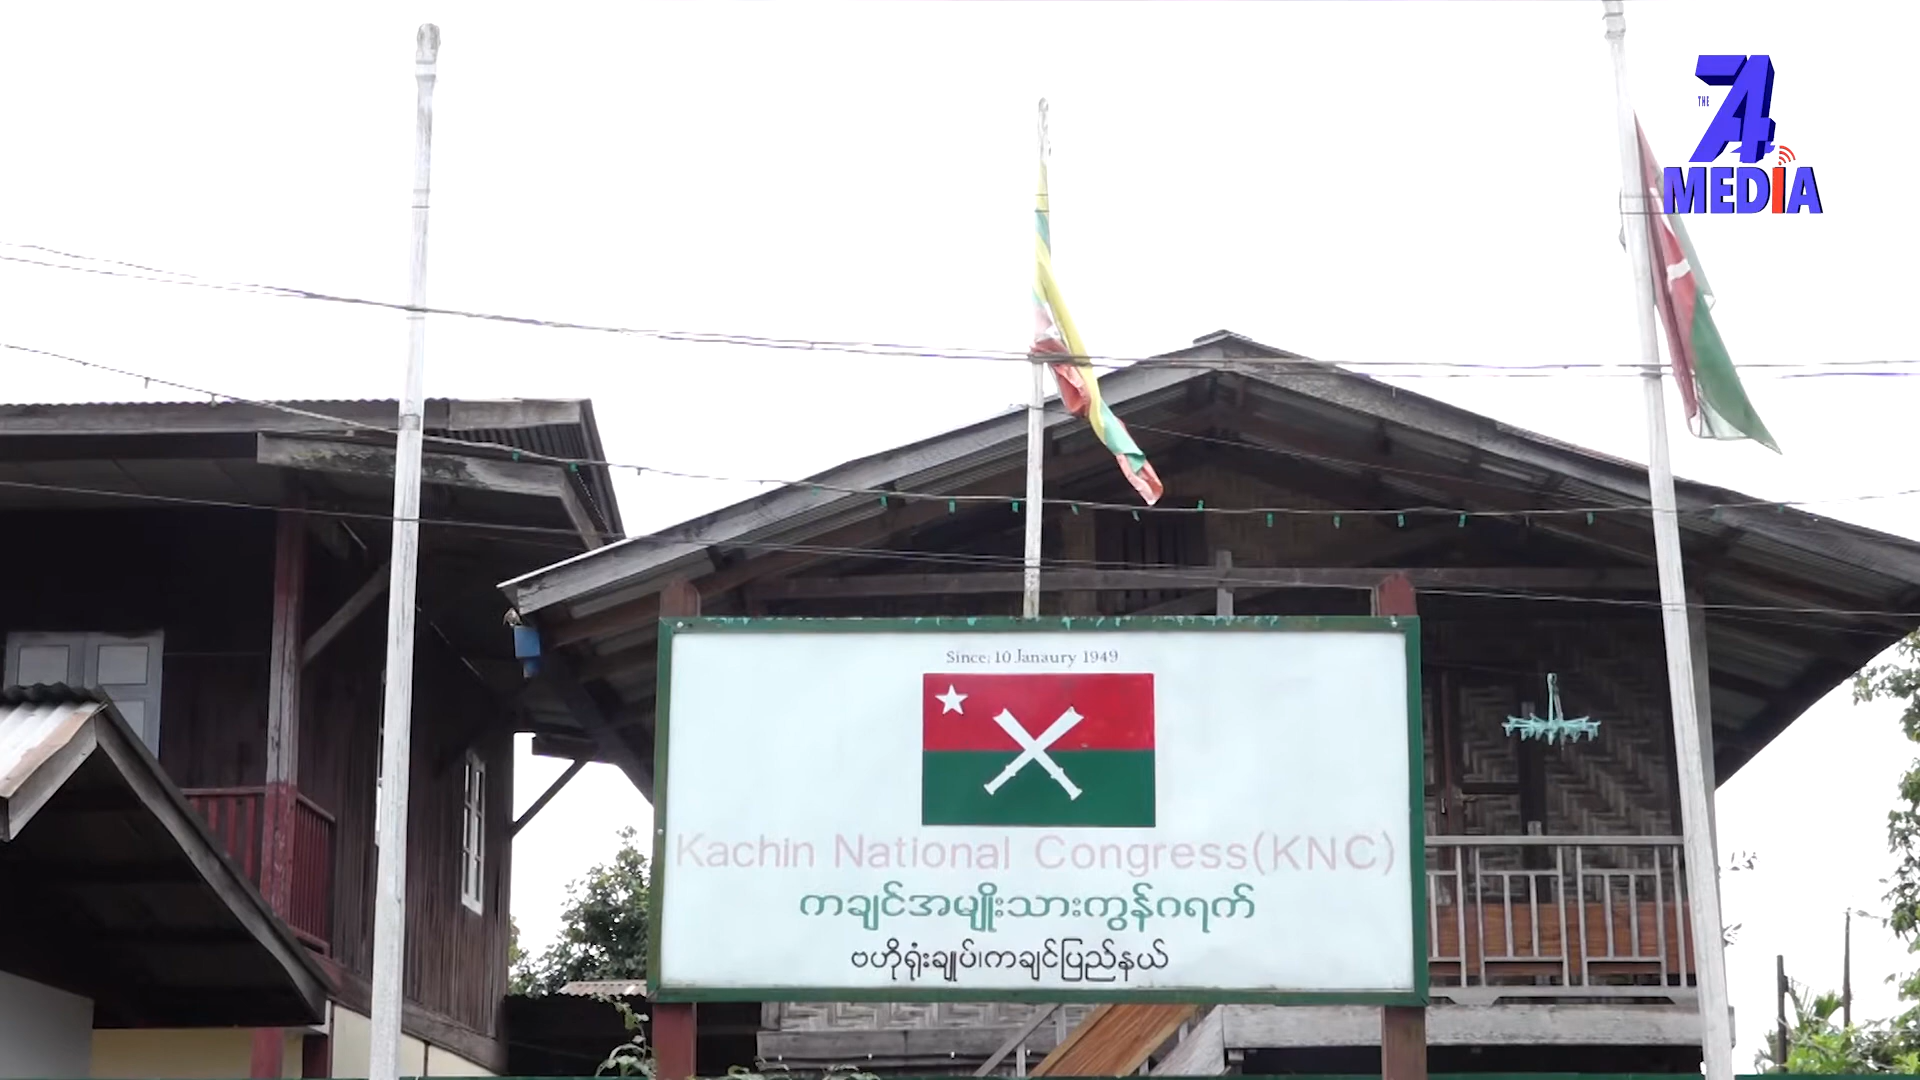 THE
74
MEDIA
Since; 10 Janaury 1949
Kachin National Congress(KNC)
ကချင်အမျိုးသားကွန်ဂရက်
ဗဟိုရုံးချုပ်၊ကချင်ပြည်နယ်